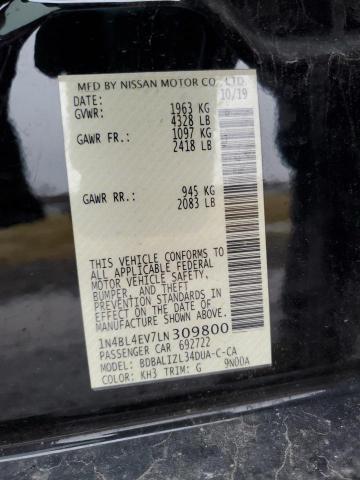 MFD BY NISSAN MOTOR CO., LTD.
DATE: 10/19
GVWR: 1963 KG
4328 LB
GAWR FR.: 1097 KG
2418 LB
GAWR RR.: 945 KG
2083 LB
THIS VEHICLE CONFORMS TO
ALL APPLICABLE FEDERAL
MOTOR VEHICLE SAFETY,
BUMPER, AND THEFT
PREVENTION STANDARDS
IN EFFECT ON THE DATE OF
MANUFACTURE SHOWN ABOVE.
1N4BL4EV7LN309800
PASSENGER CAR 692722
MODEL: BDBALIZL34DUA-C-CA
COLOR: KH3 TRIM: G 9N00A